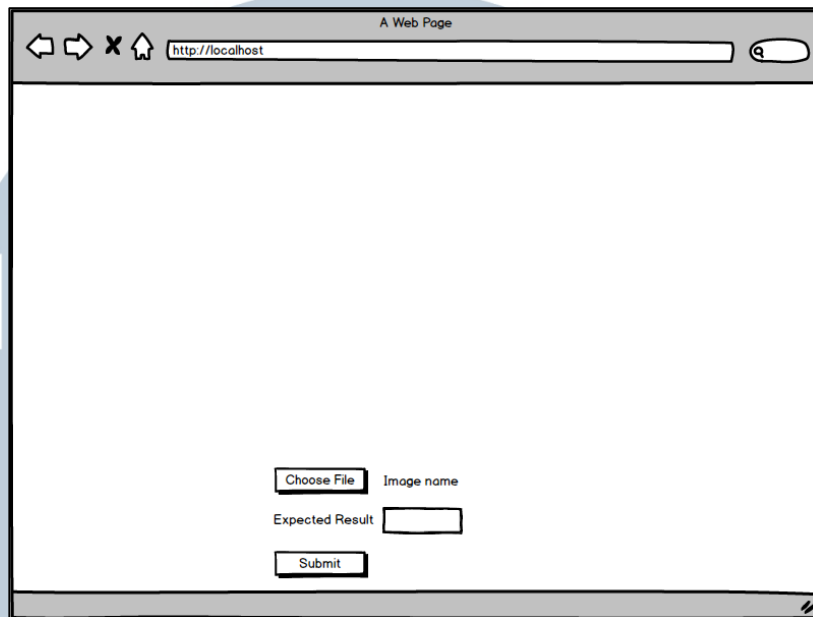 A Web Page
http://localhost
Choose File Image name
Expected Result
Submit